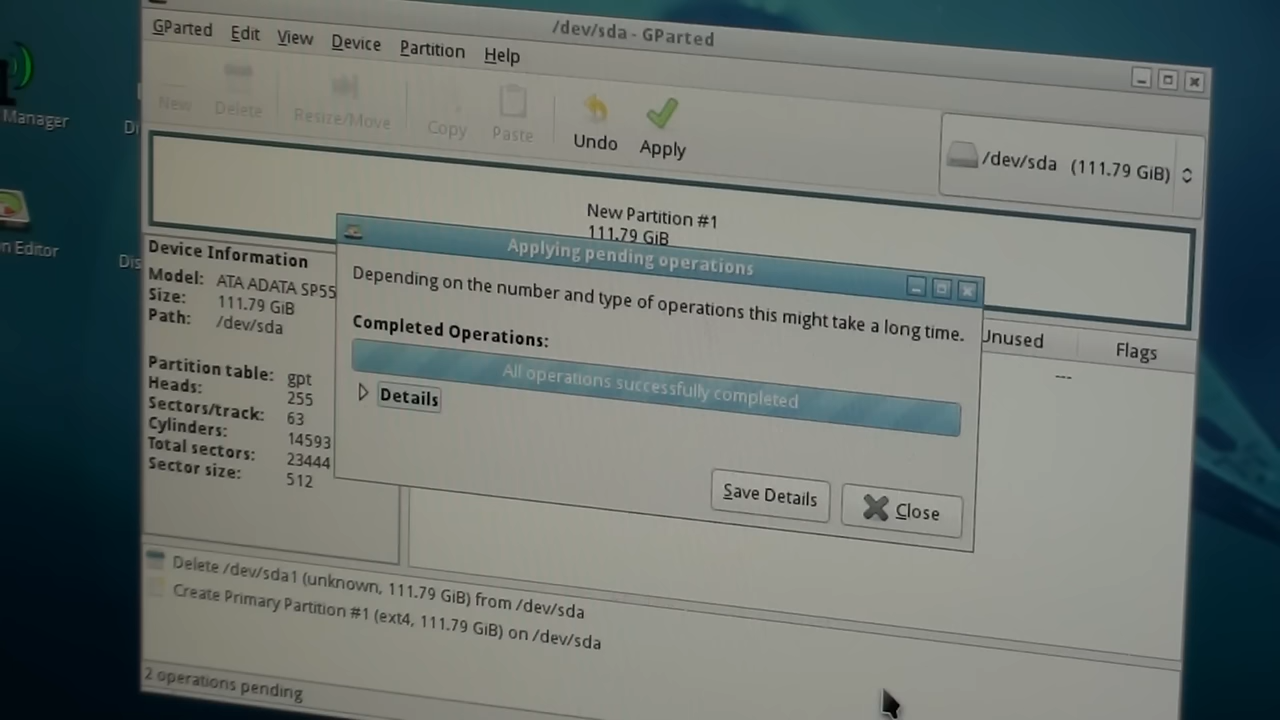 /dev/sda - GParted
GParted Edit View Device Partition Help
New Delete Resize/Move Copy Paste Undo Apply
/dev/sda (111.79 GiB)
Manager
New Partition #1
111.79 GiB
Device Information
Model: ATA ADATA SP55
Size: 111.79 GiB
Path: /dev/sda
Partition table: gpt
Heads: 255
Sectors/track: 63
Cylinders: 14593
Total sectors: 23444
Sector size: 512
Applying pending operations
Depending on the number and type of operations this might take a long time.
Completed Operations:
All operations successfully completed
Details
Save Details
Close
Unused Flags
---
Delete /dev/sda1 (unknown, 111.79 GiB) from /dev/sda
Create Primary Partition #1 (ext4, 111.79 GiB) on /dev/sda
2 operations pending
n Editor
Dis